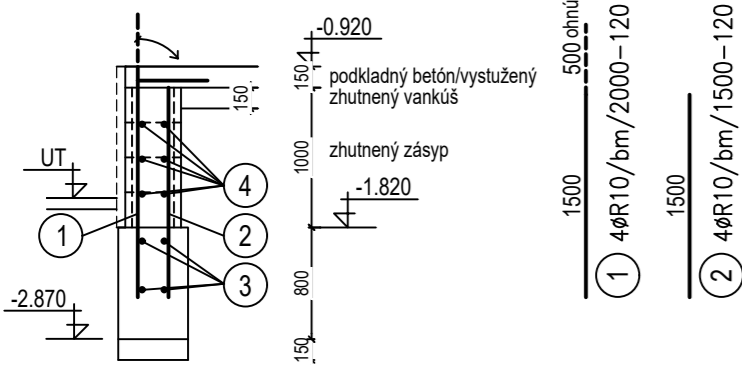 -0.920
150
podkladný betón/vystužený
zhutnený vankúš
150
1000
zhutnený zásyp
UT
4
-1.820
1
2
3
800
-2.870
150
500 ohnú
1500
1 4øR10/bm/2000-120
1500
2 4øR10/bm/1500-120